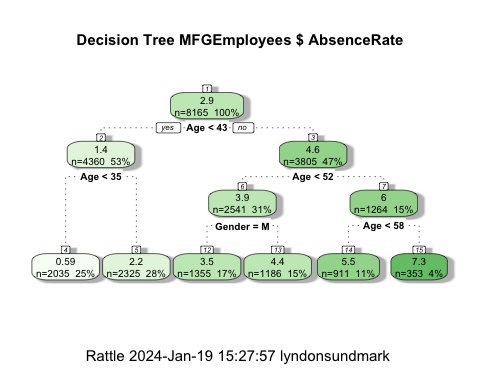 Decision Tree MFGEmployees $ AbsenceRate
1
2.9
n=8165 100%
yes Age < 43 no
2 3
1.4 4.6
n=4360 53% n=3805 47%
Age < 35 Age < 52
6 7
3.9 6
n=2541 31% n=1264 15%
Gender = M Age < 58
4 5 12 13 14 15
0.59 2.2 3.5 4.4 5.5 7.3
n=2035 25% n=2325 28% n=1355 17% n=1186 15% n=911 11% n=353 4%
Rattle 2024-Jan-19 15:27:57 lyndonsundmark